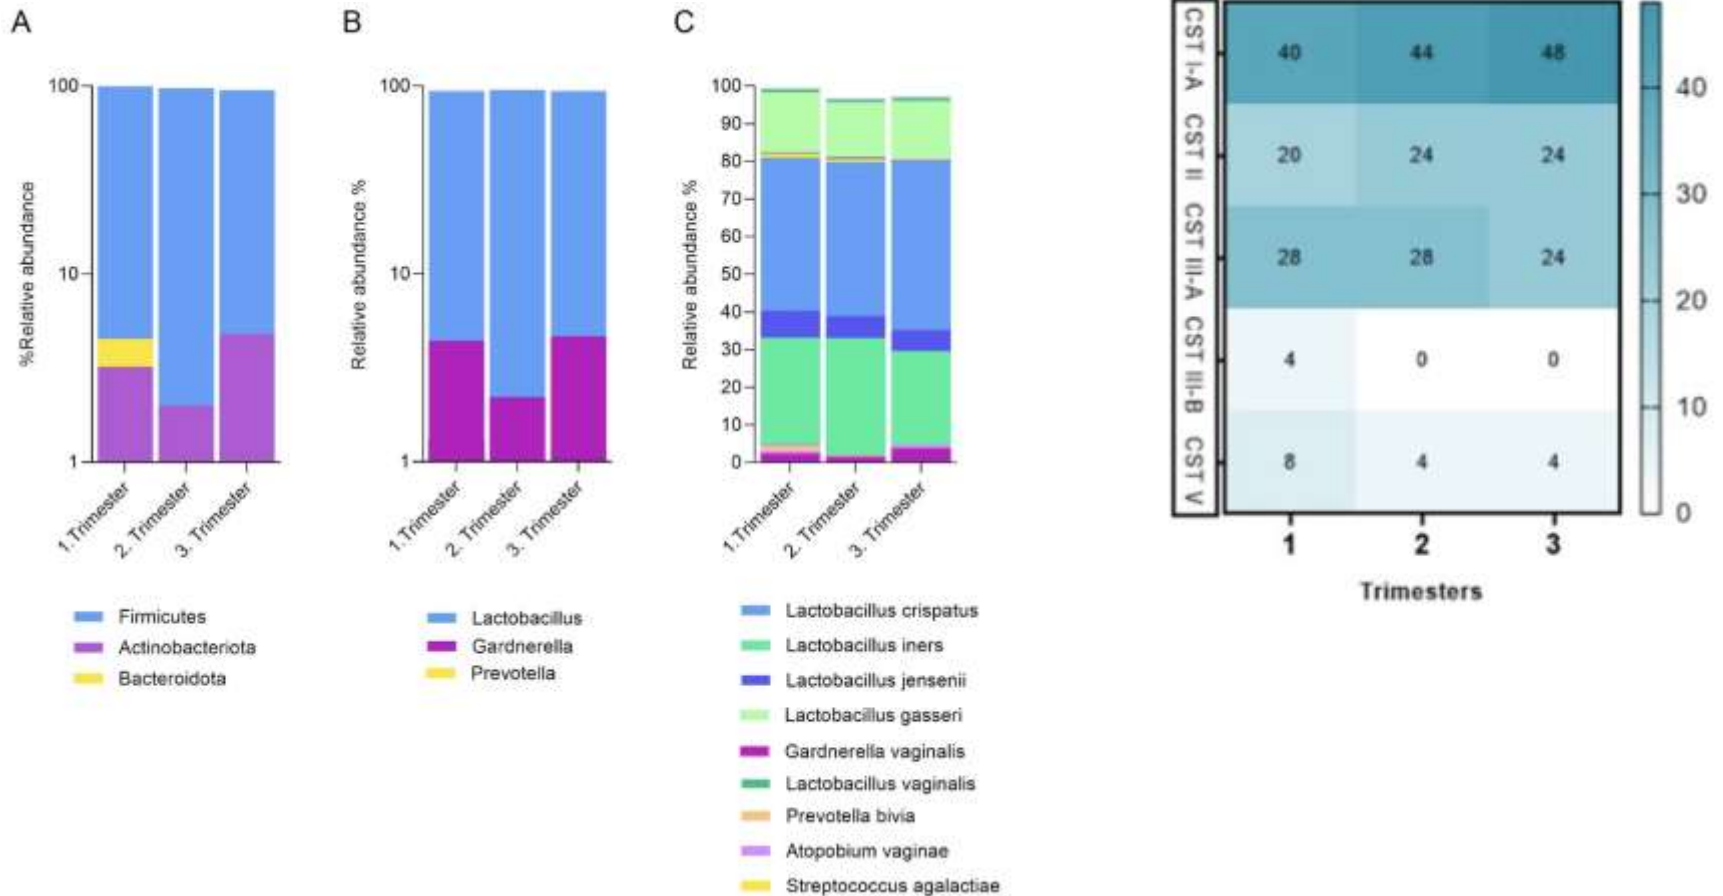 A
%Relative abundance
100
10
1
1.Trimester
2. Trimester
3. Trimester
Firmicutes
Actinobacteriota
Bacteroidota
B
Relative abundance %
100
10
1
1.Trimester
2. Trimester
3. Trimester
Lactobacillus
Gardnerella
Prevotella
C
Relative abundance %
100
90
80
70
60
50
40
30
20
10
0
1.Trimester
2. Trimester
3. Trimester
Lactobacillus crispatus
Lactobacillus iners
Lactobacillus jensenii
Lactobacillus gasseri
Gardnerella vaginalis
Lactobacillus vaginalis
Prevotella bivia
Atopobium vaginae
Streptococcus agalactiae
CST I-A
40 44 48
CST II
20 24 24
CST III-A
28 28 24
CST III-B
4 0 0
CST V
8 4 4
1 2 3
Trimesters
40
30
20
10
0